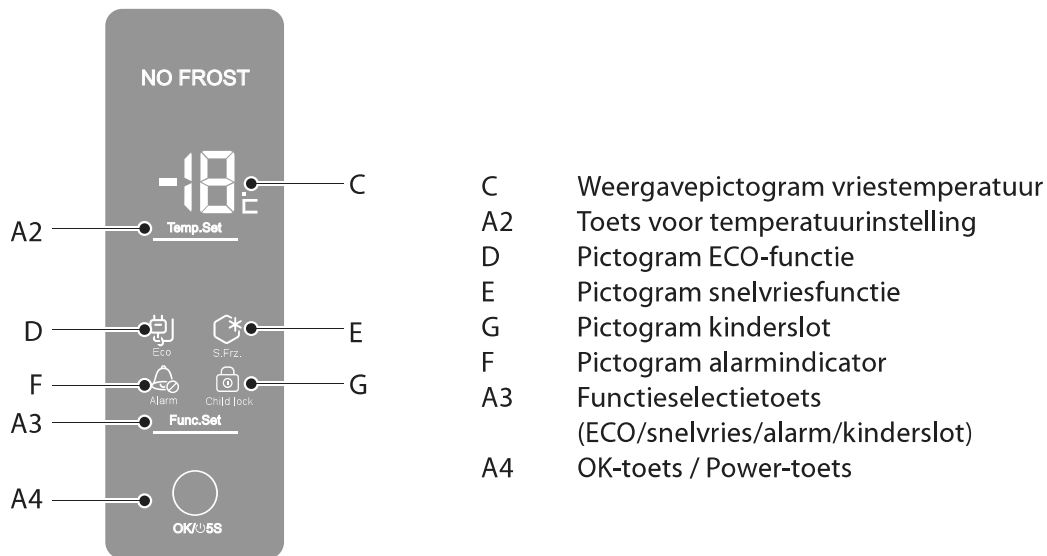 NO FROST
-18°C
C
A2
Temp.Set
D
Eco
S.Frz.
E
F
Alarm
Child lock
G
A3
Func.Set
A4
OK/⏻5S
C Weergavepictogram vriestemperatuur
A2 Toets voor temperatuurinstelling
D Pictogram ECO-functie
E Pictogram snelvriesfunctie
G Pictogram kinderslot
F Pictogram alarmindicator
A3 Functieselectietoets
(ECO/snelvries/alarm/kinderslot)
A4 OK-toets / Power-toets